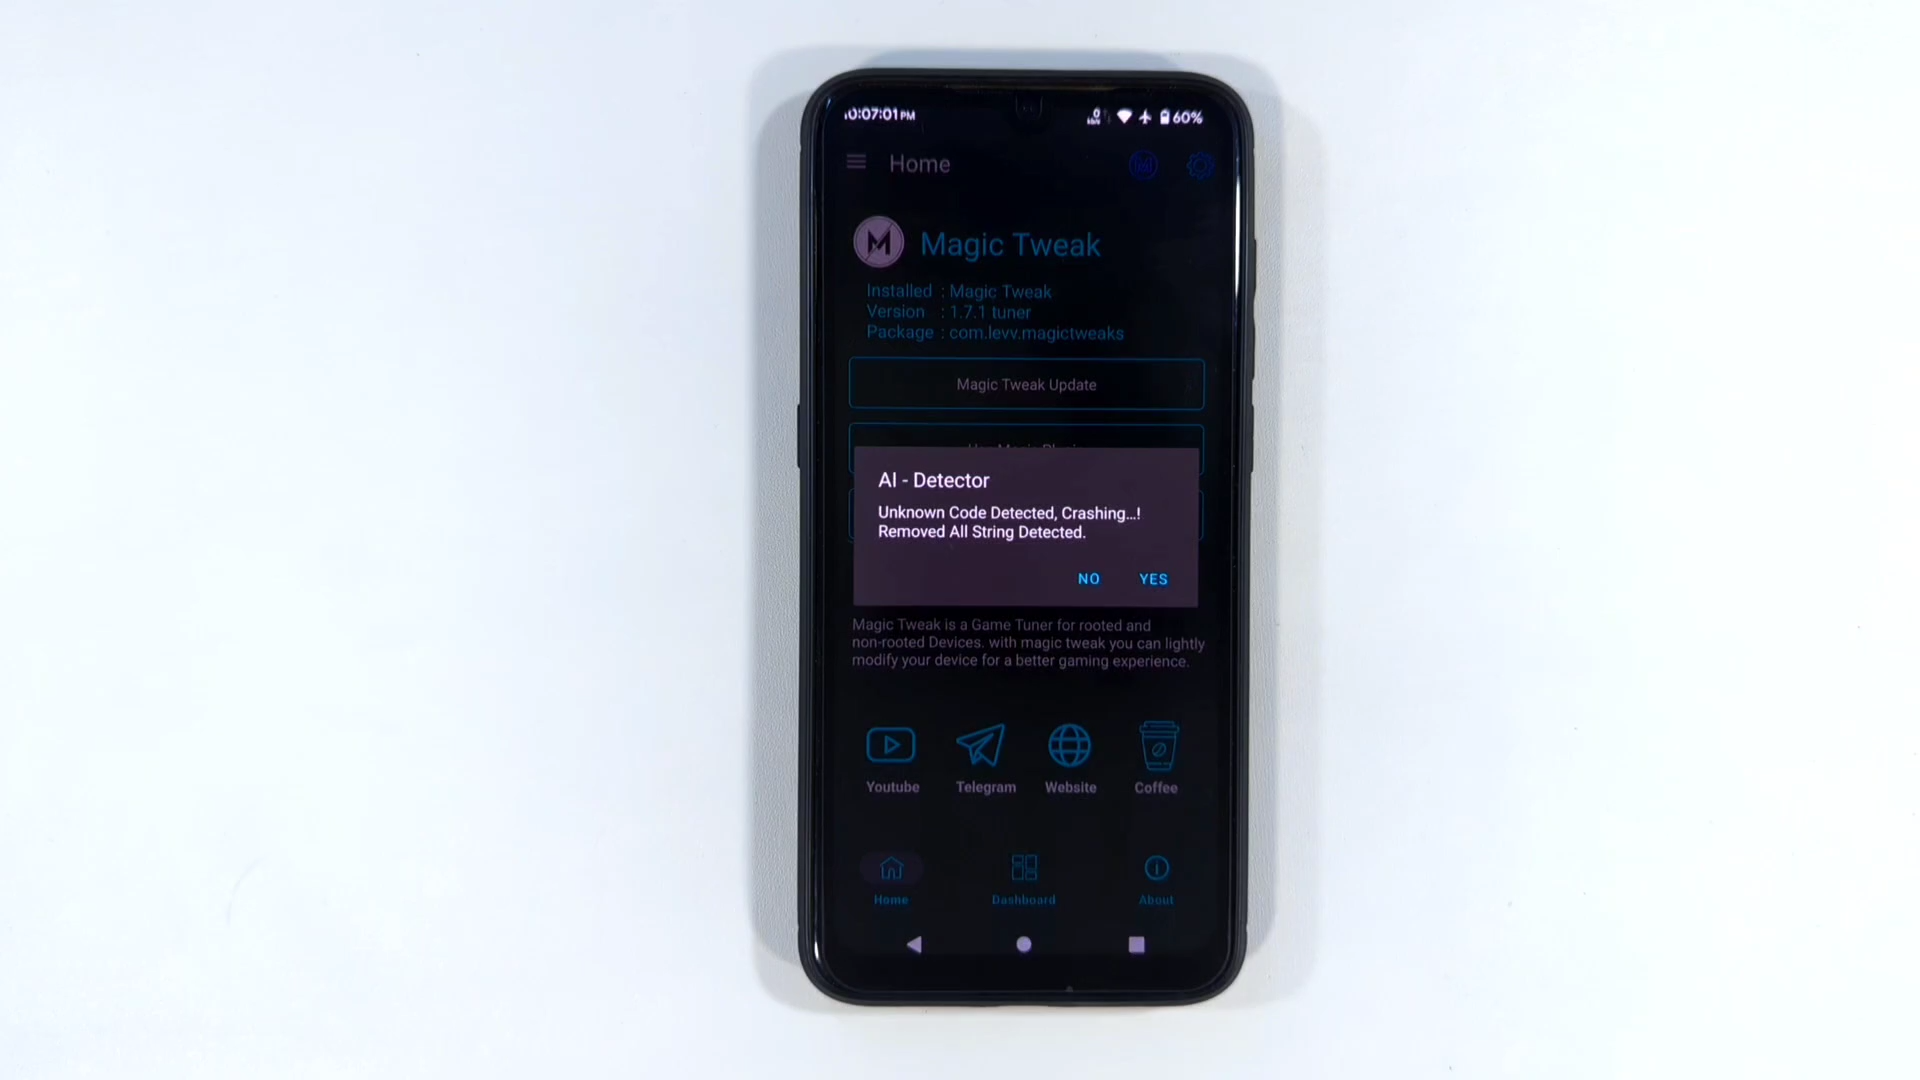 0:07:01 PM
60%
Home
M Magic Tweak
Installed : Magic Tweak
Version : 1.7.1 tuner
Package : com.levv.magictweaks
Magic Tweak Update
AI - Detector
Unknown Code Detected, Crashing...!
Removed All String Detected.
NO YES
Magic Tweak is a Game Tuner for rooted and
non-rooted Devices. with magic tweak you can lightly
modify your device for a better gaming experience.
Youtube Telegram Website Coffee
Home Dashboard About